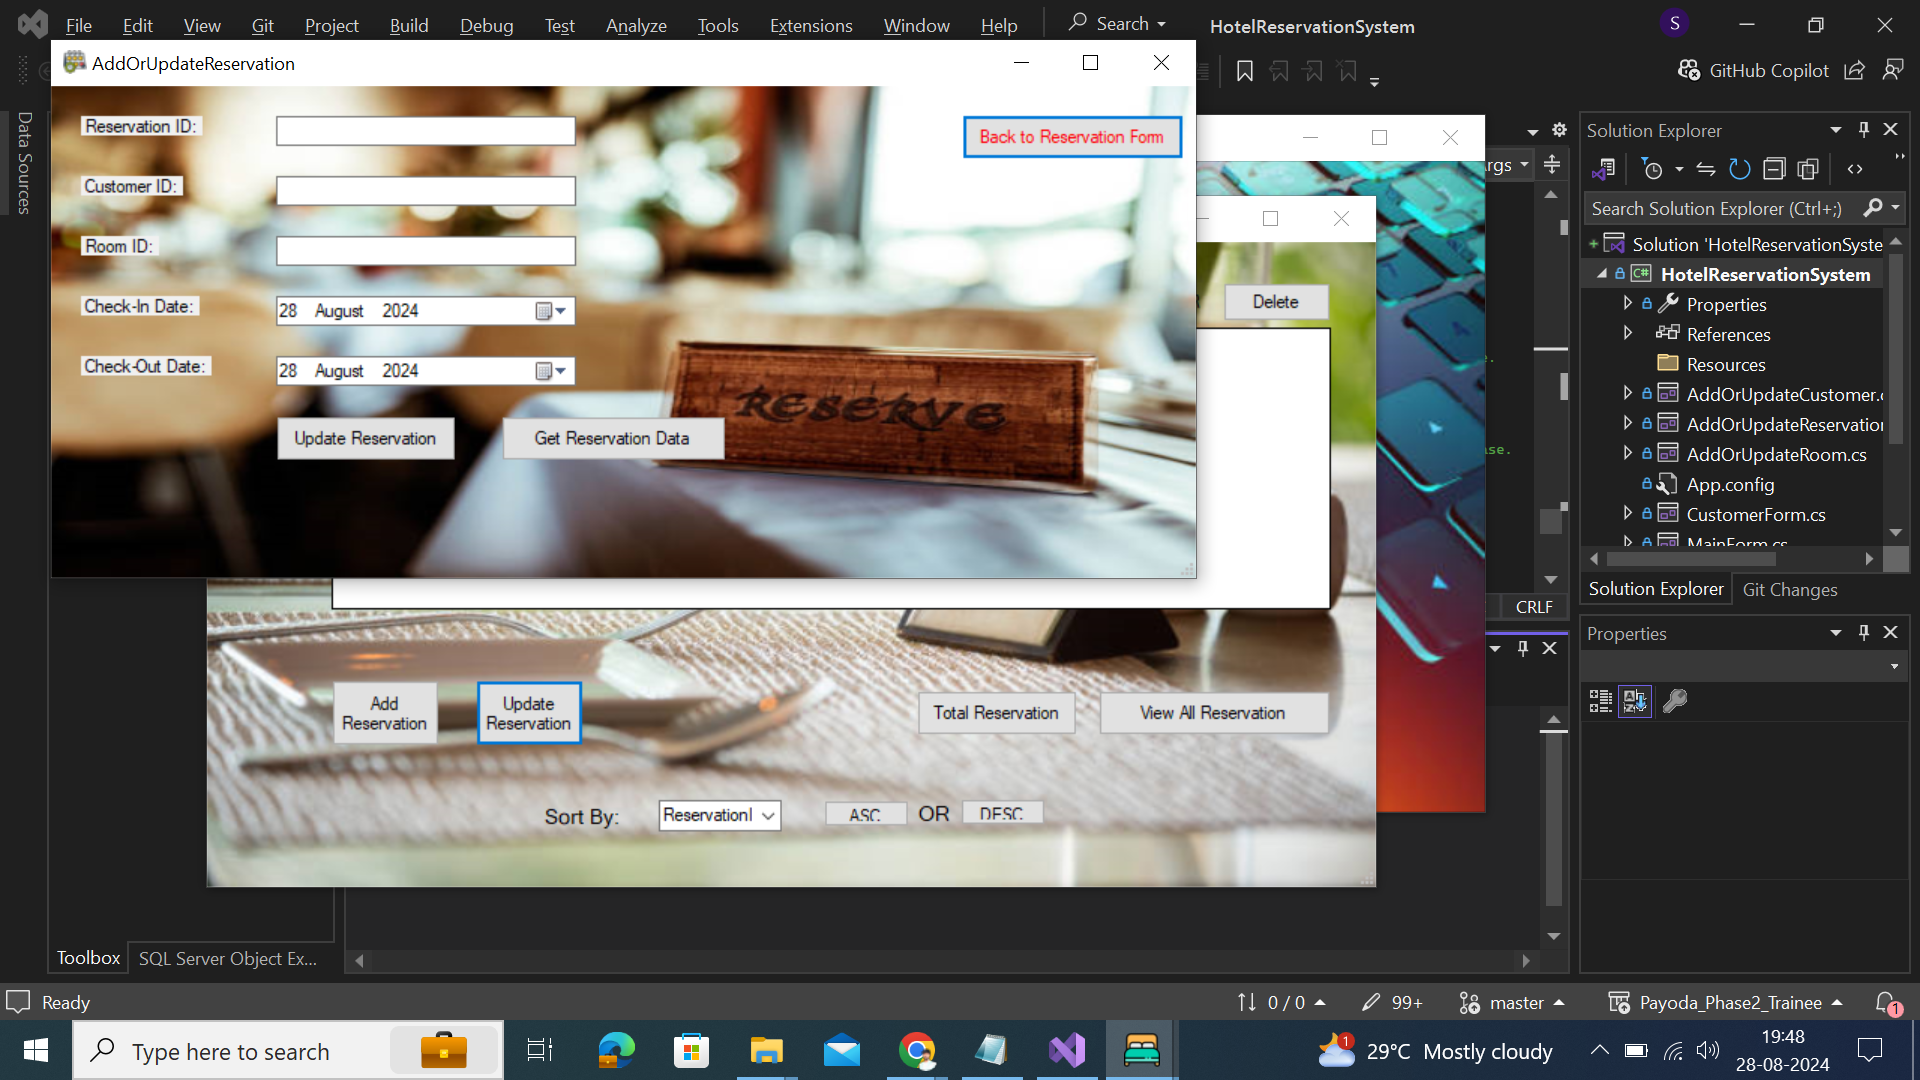 File Edit View Git Project Build Debug Test Analyze Tools Extensions Window Help Search HotelReservationSystem S
AddOrUpdateReservation
GitHub Copilot
Data Sources
Reservation ID:
Back to Reservation Form
Customer ID:
Room ID:
Check-In Date: 28 August 2024
Check-Out Date: 28 August 2024
RESERVE
Update Reservation Get Reservation Data
rgs
Delete
se.
CRLF
Add Reservation
Update Reservation
Total Reservation
View All Reservation
Sort By: ReservationI ASC OR DESC
Solution Explorer
Search Solution Explorer (Ctrl+;)
Solution 'HotelReservationSyste
C# HotelReservationSystem
Properties
References
Resources
AddOrUpdateCustomer.c
AddOrUpdateReservation
AddOrUpdateRoom.cs
App.config
CustomerForm.cs
MainForm.cs
Solution Explorer Git Changes
Properties
Toolbox SQL Server Object Ex...
Ready 0 / 0 99+ master Payoda_Phase2_Trainee 1
Type here to search
1 29°C Mostly cloudy
19:48
28-08-2024